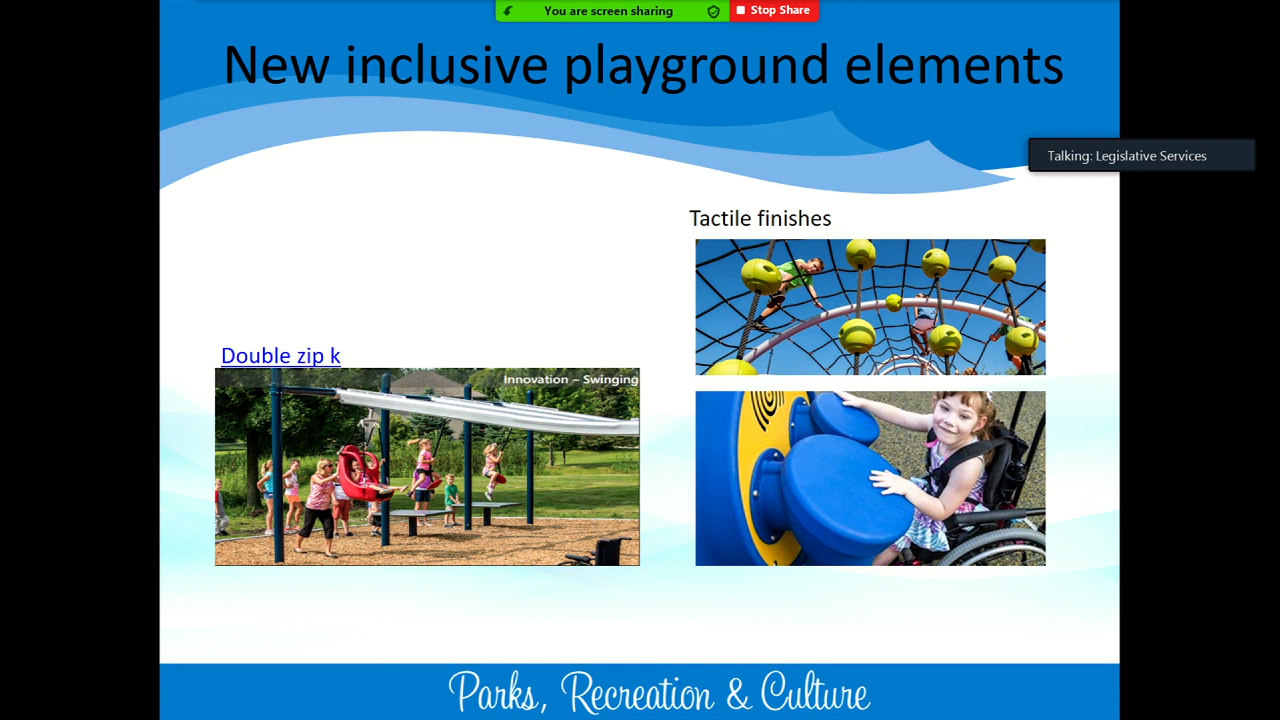 You are screen sharing
Stop Share
New inclusive playground elements
Talking: Legislative Services
Tactile finishes
Double zip k
Innovation – Swinging
Parks, Recreation & Culture